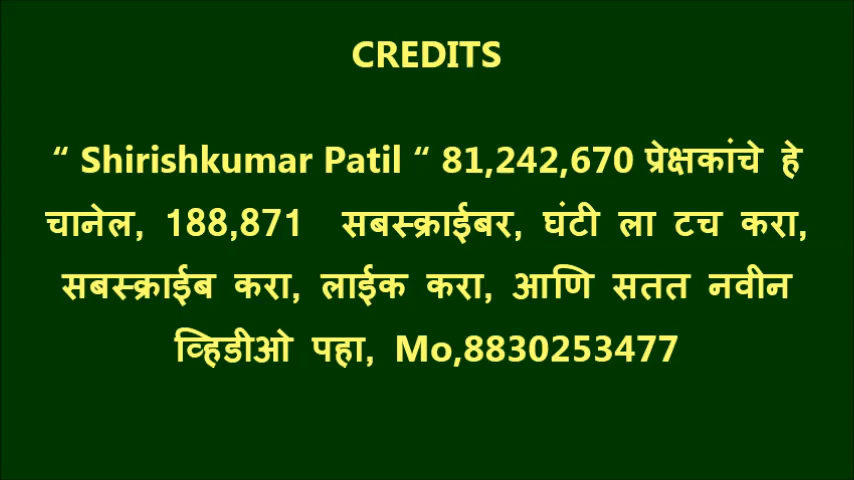 CREDITS
“ Shirishkumar Patil “ 81,242,670 प्रेक्षकांचे हे
चानेल, 188,871 सबस्क्राईबर, घंटी ला टच करा,
सबस्क्राईब करा, लाईक करा, आणि सतत नवीन
व्हिडीओ पहा, Mo,8830253477